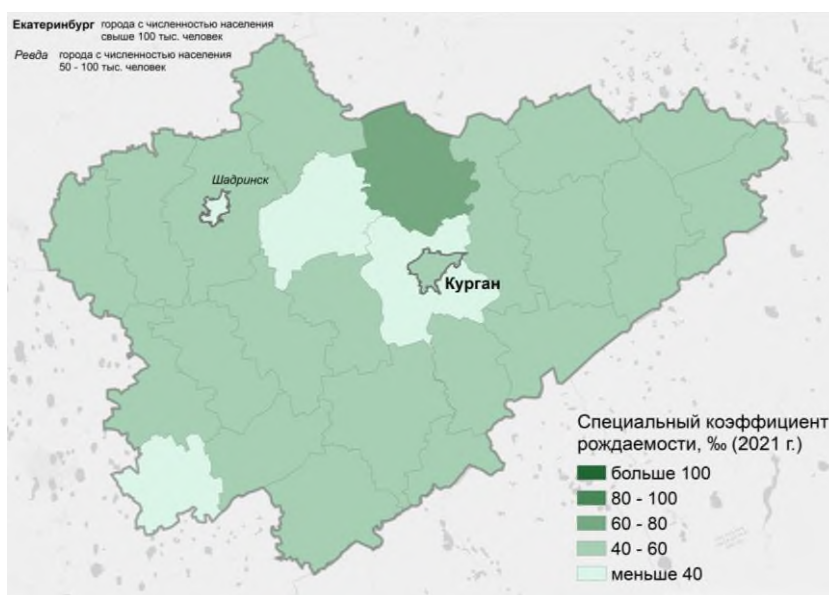 Екатеринбург города с численностью населения
свыше 100 тыс. человек
Ревда города с численностью населения
50 - 100 тыс. человек
Шадринск
Курган
Специальный коэффициент
рождаемости, ‰ (2021 г.)
больше 100
80 - 100
60 - 80
40 - 60
меньше 40